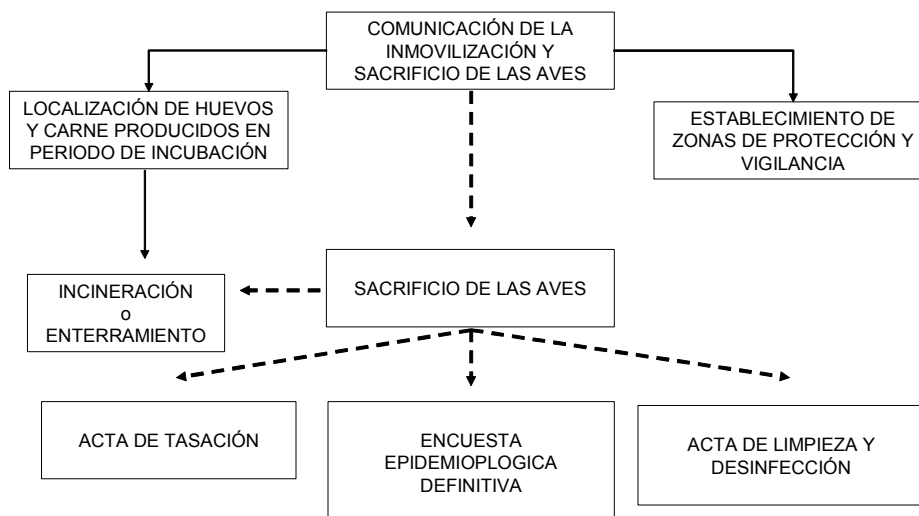 COMUNICACIÓN DE LA
INMOVILIZACIÓN Y
SACRIFICIO DE LAS AVES
LOCALIZACIÓN DE HUEVOS
Y CARNE PRODUCIDOS EN
PERIODO DE INCUBACIÓN
ESTABLECIMIENTO DE
ZONAS DE PROTECCIÓN Y
VIGILANCIA
INCINERACIÓN
o
ENTERRAMIENTO
SACRIFICIO DE LAS AVES
ACTA DE TASACIÓN
ENCUESTA
EPIDEMIOPLOGICA
DEFINITIVA
ACTA DE LIMPIEZA Y
DESINFECCIÓN